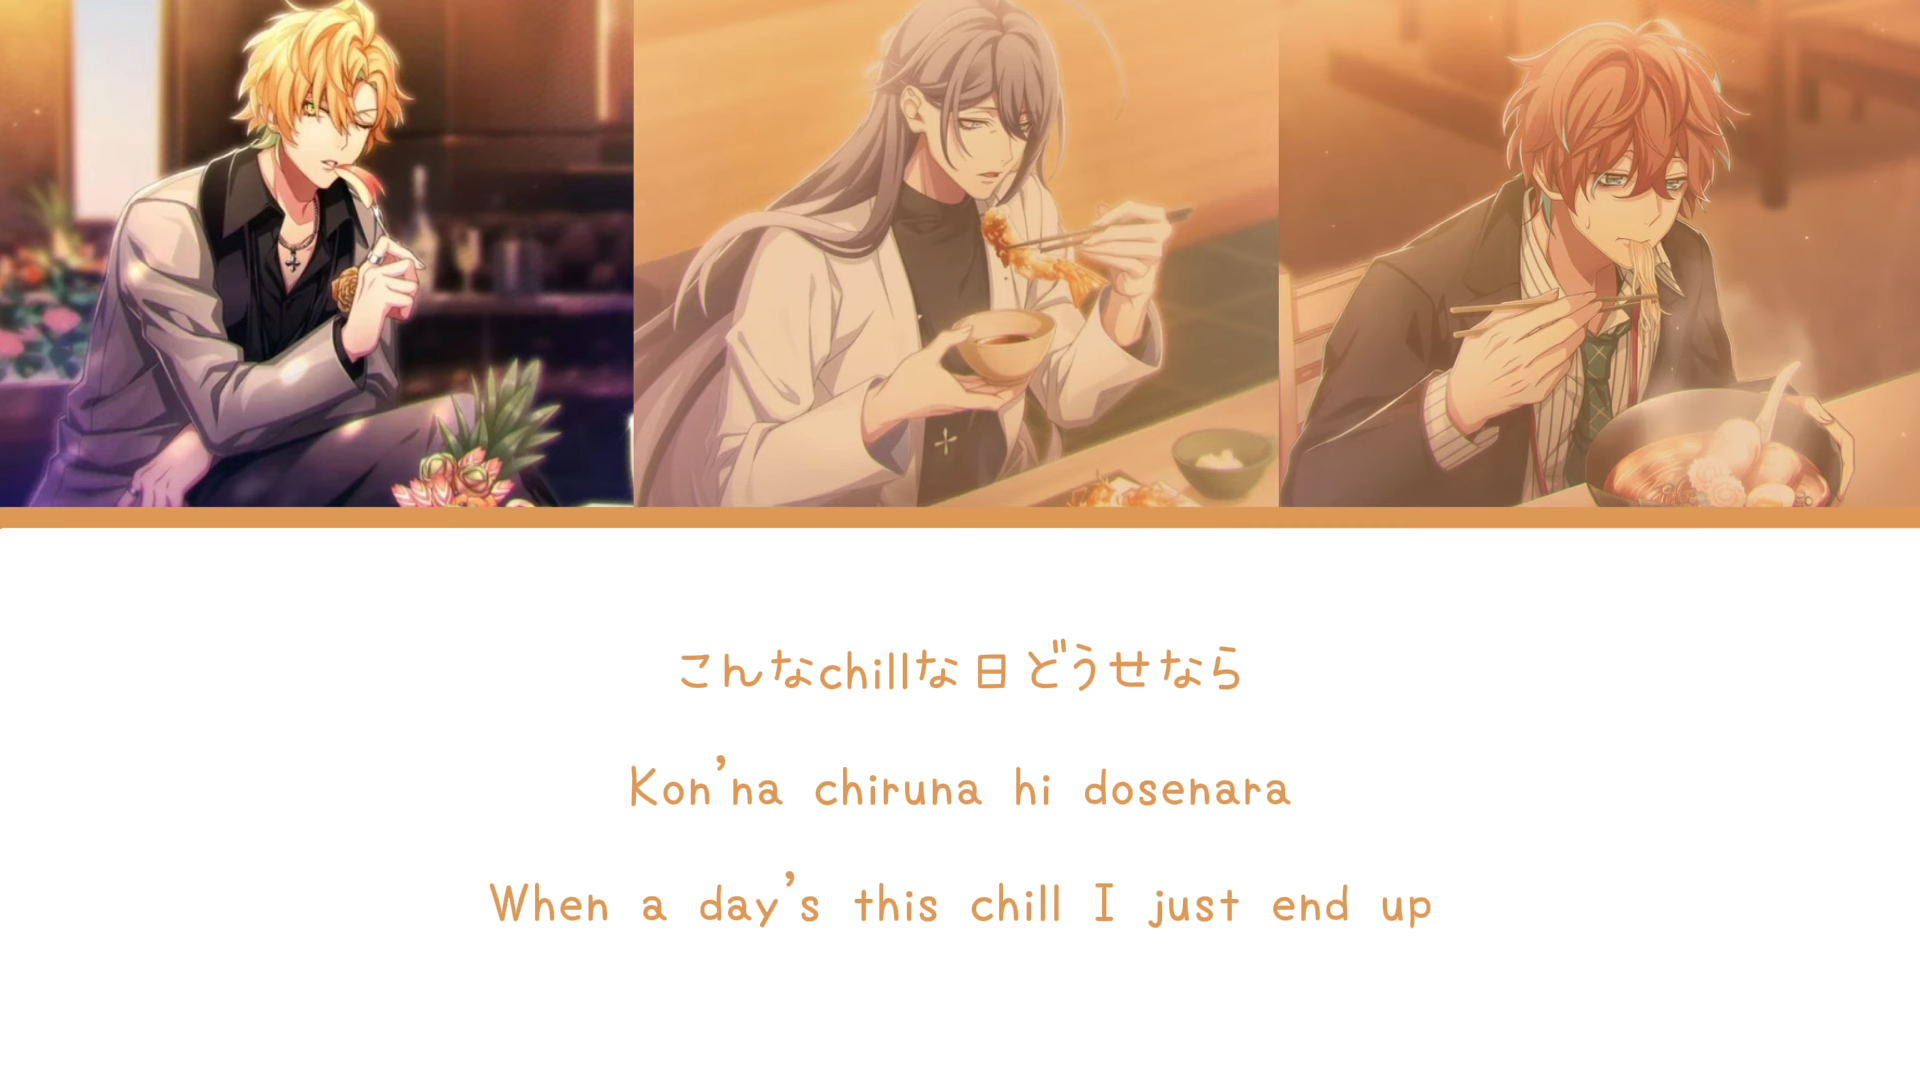 こんなchillな日どうせなら
Kon'na chiruna hi dosenara
When a day's this chill I just end up